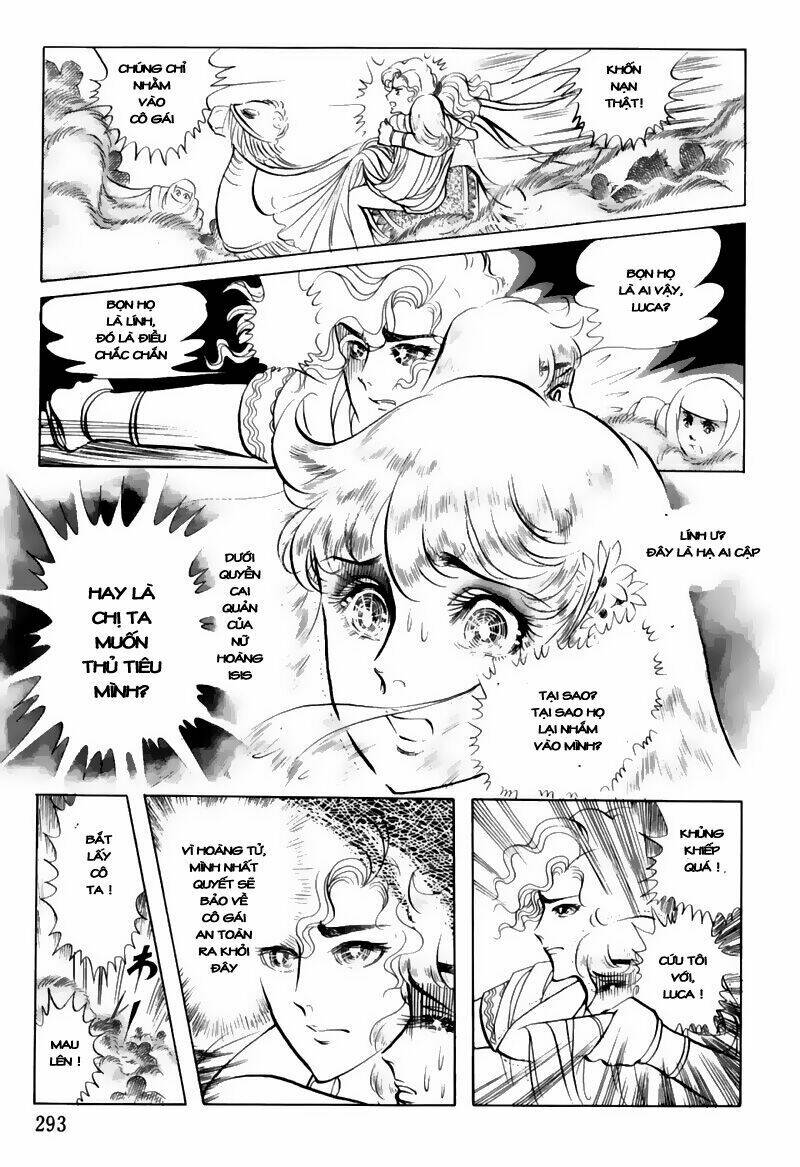 CHÚNG CHỈ
NHẮM
VÀO
CÔ GÁI
KHỐN
NẠN
THẬT!
BỌN HỌ
LÀ LÍNH,
ĐÓ LÀ ĐIỀU
CHẮC CHẮN
BỌN HỌ
LÀ AI VẬY,
LUCA?
LÍNH Ư?
ĐÂY LÀ HẠ AI CẬP
DƯỚI
QUYỀN
CAI
QUẢN
CỦA
NỮ
HOÀNG
ISIS
HAY LÀ
CHỊ TA
MUỐN
THỦ TIÊU
MÌNH?
TẠI SAO?
TẠI SAO HỌ
LẠI NHẮM
VÀO MÌNH?
BẮT
LẤY
CÔ
TA !
わー
MAU
LÊN !
VÌ HOÀNG TỬ,
MÌNH NHẤT
QUYẾT SẼ
BẢO VỀ
CÔ GÁI
AN TOÀN
RA KHỎI
ĐÂY
KHỦNG
KHIẾP
QUÁ !
CỨU TÔI
VỚI,
LUCA !
293